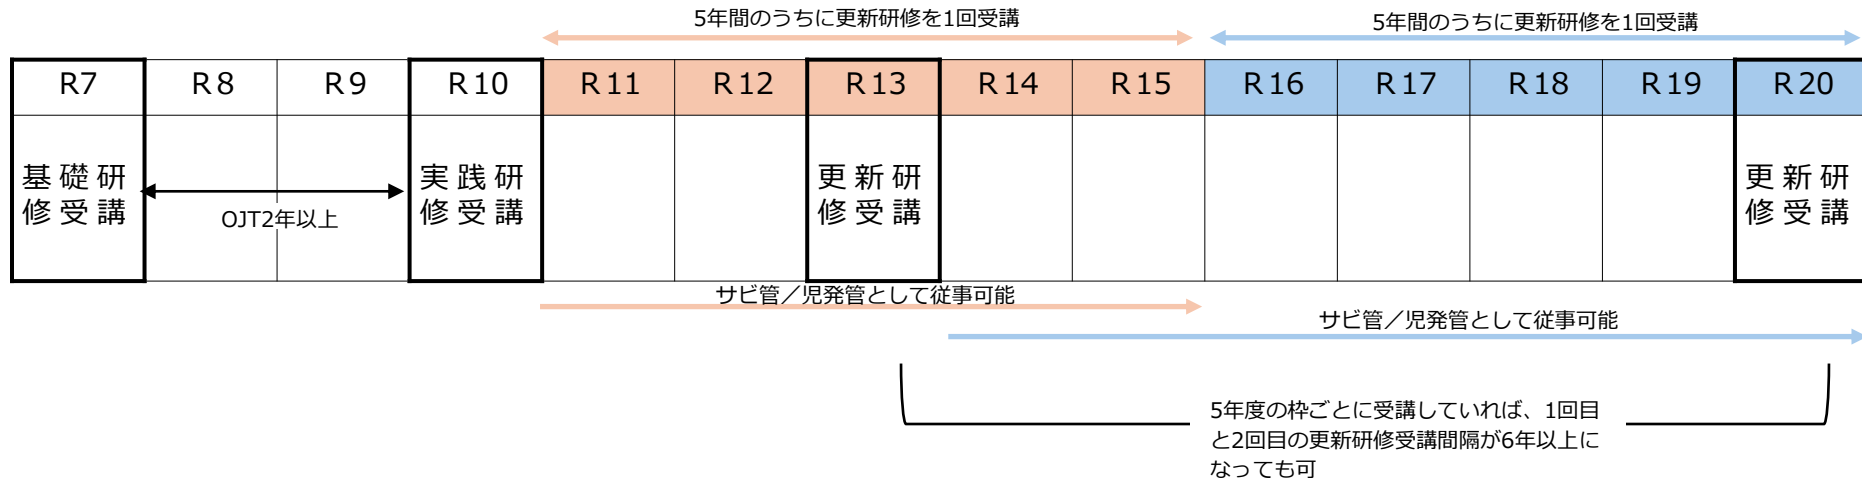 5年間のうちに更新研修を1回受講
5年間のうちに更新研修を1回受講
R7
R8
R9
R10
R11
R12
R13
R14
R15
R16
R17
R18
R19
R20
基礎研
修受講
OJT2年以上
実践研
修受講
更新研
修受講
更新研
修受講
サビ管／児発管として従事可能
サビ管／児発管として従事可能
5年度の枠ごとに受講していれば、1回目
と2回目の更新研修受講間隔が6年以上に
なっても可